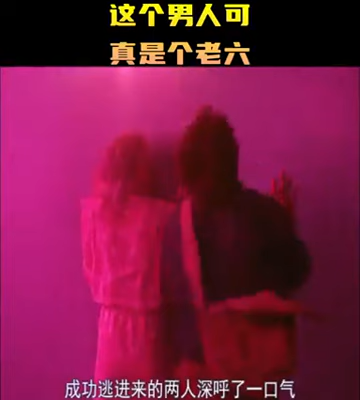 这个男人可
真是个老六
成功逃进来的两人深呼了一口气